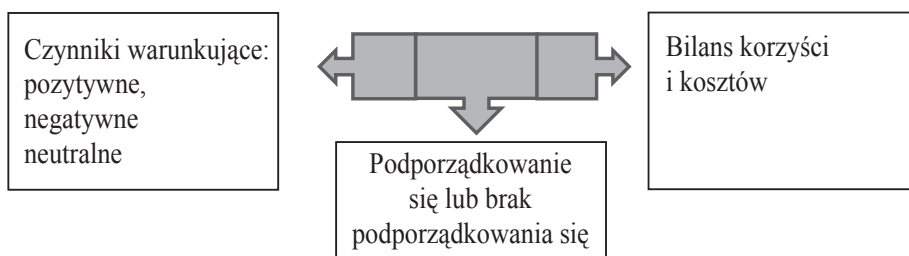 Czynniki warunkujące:
pozytywne,
negatywne
neutralne
Bilans korzyści
i kosztów
Podporządkowanie
się lub brak
podporządkowania się